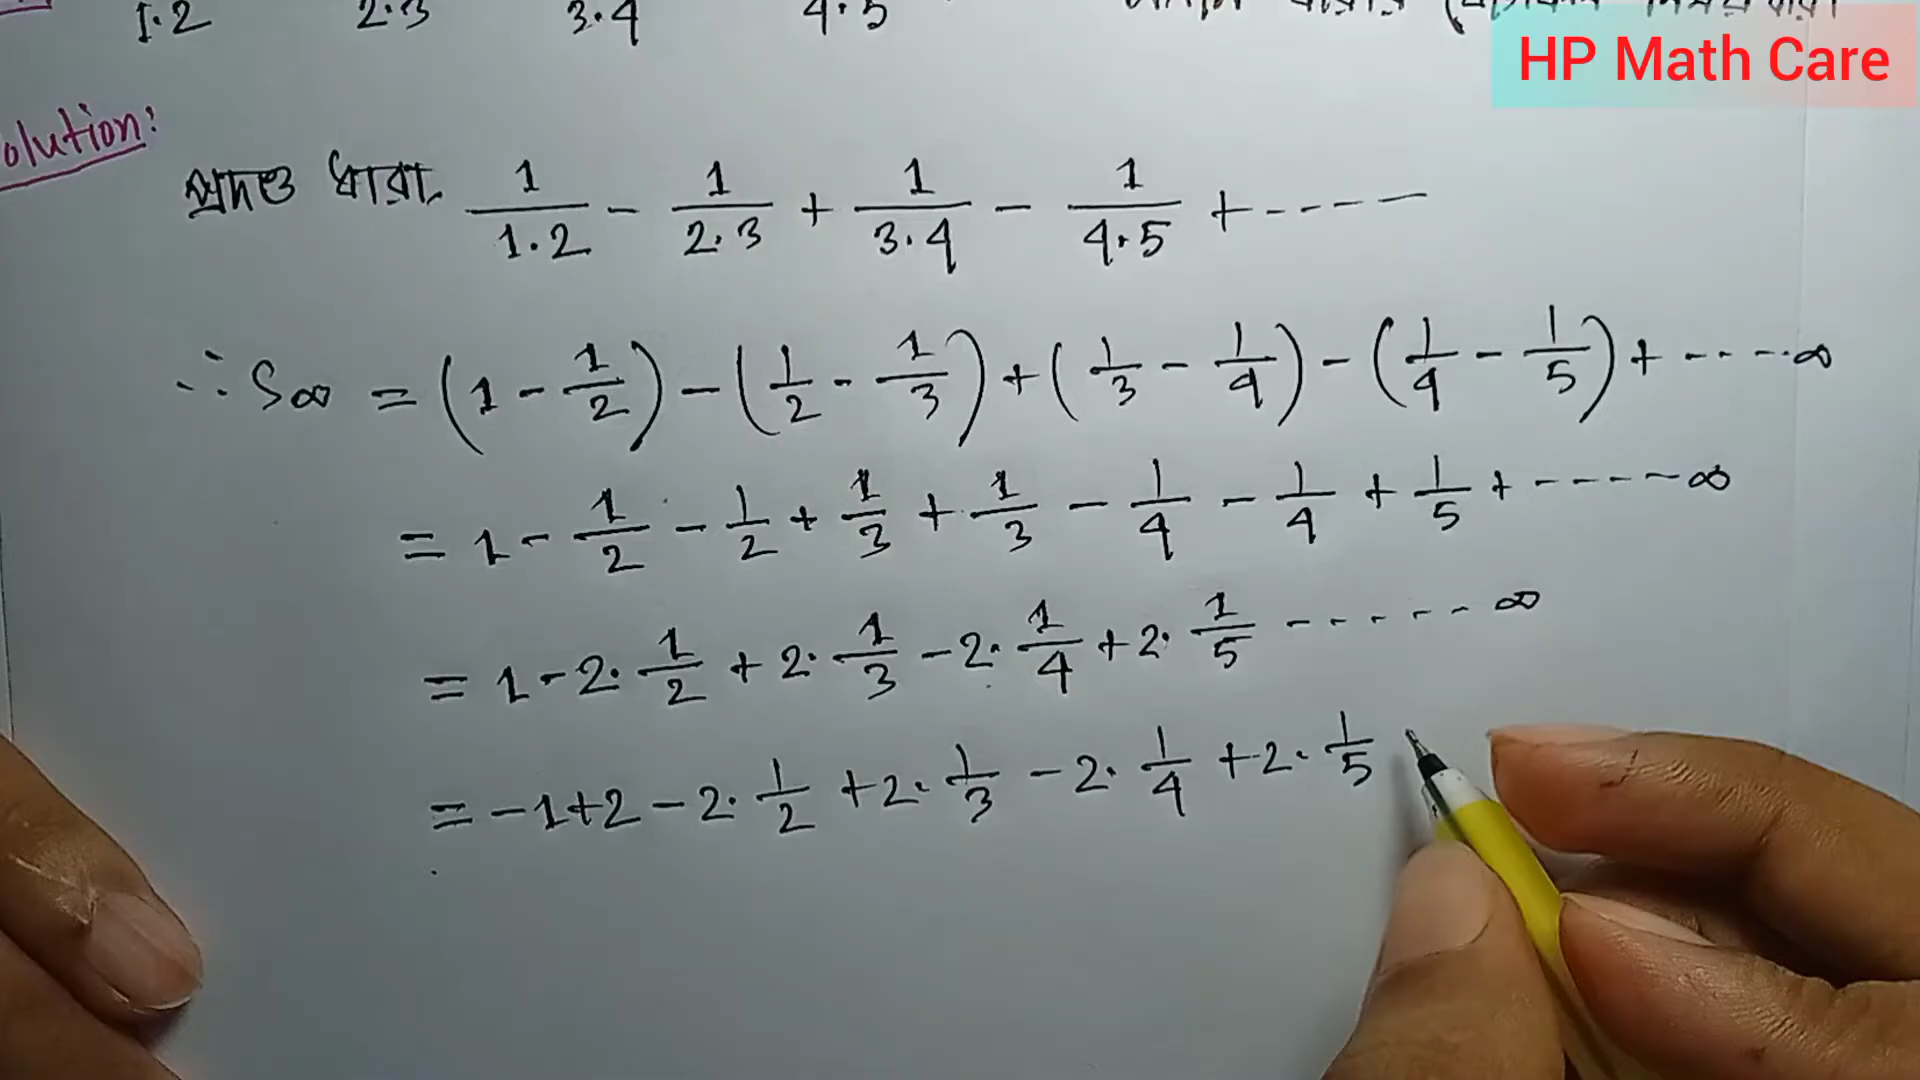 1·2 2·3 3·4 4·5
HP Math Care
olution:
প্রদত্ত ধারা, 1/1·2 - 1/2·3 + 1/3·4 - 1/4·5 + -----
∴ S∞ = (1 - 1/2) - (1/2 - 1/3) + (1/3 - 1/4) - (1/4 - 1/5) + -----∞
= 1 - 1/2 - 1/2 + 1/3 + 1/3 - 1/4 - 1/4 + 1/5 + -----∞
= 1 - 2·1/2 + 2·1/3 - 2·1/4 + 2·1/5 ------∞
= -1+2 - 2·1/2 + 2·1/3 - 2·1/4 + 2·1/5